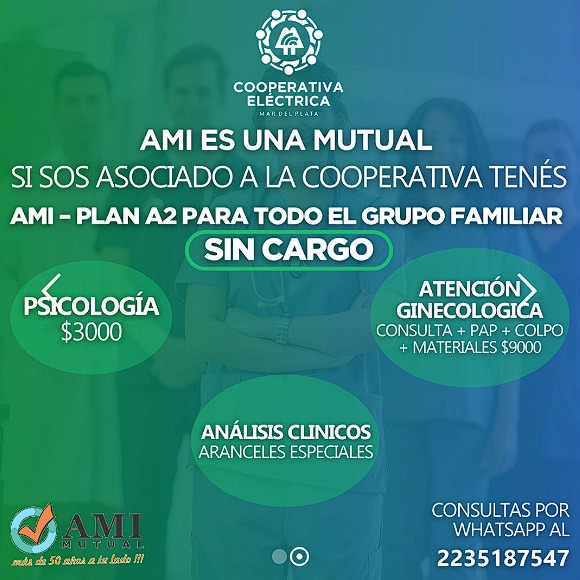 COOPERATIVA
ELÉCTRICA
MAR DEL PLATA
AMI ES UNA MUTUAL
SI SOS ASOCIADO A LA COOPERATIVA TENÉS
AMI – PLAN A2 PARA TODO EL GRUPO FAMILIAR
SIN CARGO
PSICOLOGÍA
$3000
ATENCIÓN
GINECOLOGICA
CONSULTA + PAP + COLPO
+ MATERIALES $9000
ANÁLISIS CLINICOS
ARANCELES ESPECIALES
AMI
MUTUAL
más de 50 años a tu lado !!!
CONSULTAS POR
WHATSAPP AL
2235187547